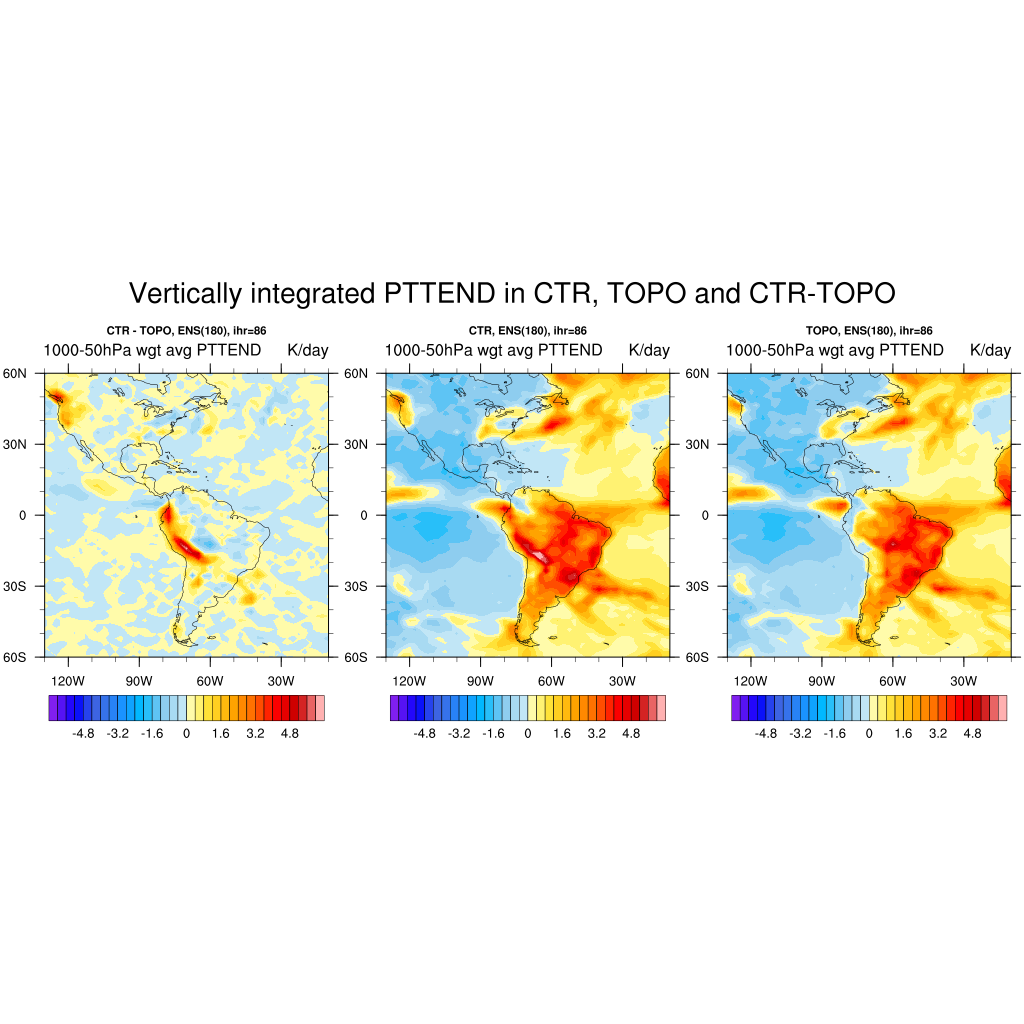 Vertically integrated PTTEND in CTR, TOPO and CTR-TOPO
CTR - TOPO, ENS(180), ihr=86
1000-50hPa wgt avg PTTEND K/day
60N
30N
0
30S
60S
120W 90W 60W 30W
-4.8 -3.2 -1.6 0 1.6 3.2 4.8
CTR, ENS(180), ihr=86
1000-50hPa wgt avg PTTEND K/day
60N
30N
0
30S
60S
120W 90W 60W 30W
-4.8 -3.2 -1.6 0 1.6 3.2 4.8
TOPO, ENS(180), ihr=86
1000-50hPa wgt avg PTTEND K/day
60N
30N
0
30S
60S
120W 90W 60W 30W
-4.8 -3.2 -1.6 0 1.6 3.2 4.8